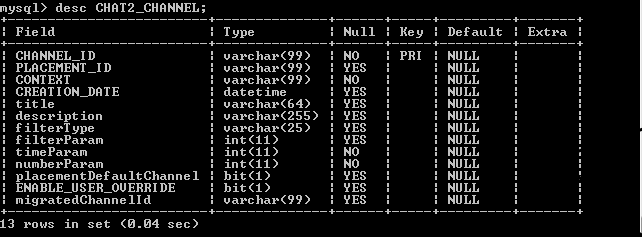 mysql> desc CHAT2_CHANNEL;
| Field | Type | Null | Key | Default | Extra |
| CHANNEL_ID | varchar(99) | NO | PRI | NULL | |
| PLACEMENT_ID | varchar(99) | YES | | NULL | |
| CONTEXT | varchar(99) | NO | | NULL | |
| CREATION_DATE | datetime | YES | | NULL | |
| title | varchar(64) | YES | | NULL | |
| description | varchar(255) | YES | | NULL | |
| filterType | varchar(25) | YES | | NULL | |
| filterParam | int(11) | YES | | NULL | |
| timeParam | int(11) | NO | | NULL | |
| numberParam | int(11) | NO | | NULL | |
| placementDefaultChannel | bit(1) | YES | | NULL | |
| ENABLE_USER_OVERRIDE | bit(1) | YES | | NULL | |
| migratedChannelId | varchar(99) | YES | | NULL | |
13 rows in set (0.04 sec)